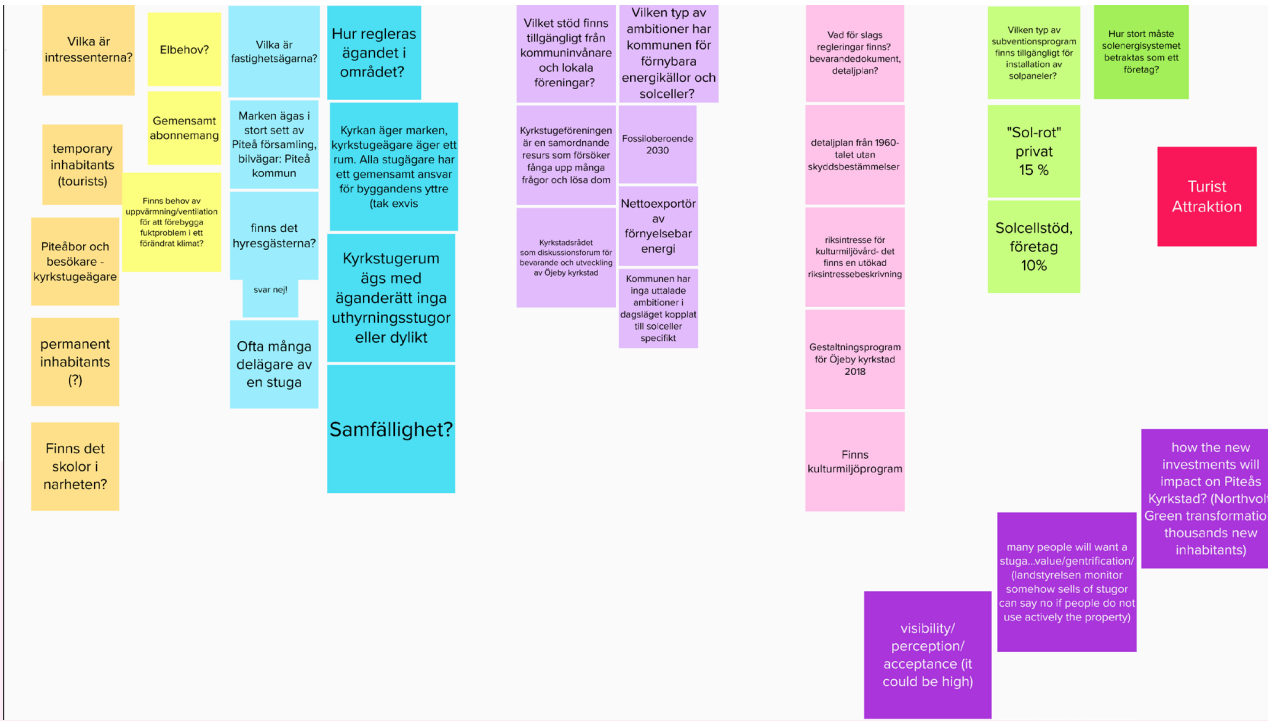 Vilka är
intressenterna?
temporary
inhabitants
(tourists)
Piteåbor och
besökare -
kyrkstugeägare
permanent
inhabitants
(?)
Finns det
skolor i
narheten?
Elbehov?
Gemensamt
abonnemang
Finns behov av
uppvärmning/ventilation
för att förebygga
fuktproblem i ett
förändrat klimat?
Vilka är
fastighetsägarna?
Marken ägas i
stort sett av
Piteå församling,
bilvägar: Piteå
kommun
finns det
hyresgästerna?
svar nej!
Ofta många
delägare av
en stuga
Hur regleras
ägandet i
området?
Kyrkan äger marken,
kyrkstugeägare äger ett
rum. Alla stugägare har
ett gemensamt ansvar
för byggandens yttre
(tak exvis
Kyrkstugerum
ägs med
äganderätt inga
uthyrningsstugor
eller dylikt
Samfällighet?
Vilket stöd finns
tillgängligt från
kommuninvånare
och lokala
föreningar?
Kyrkstugeföreningen
är en samordnande
resurs som försöker
fånga upp många
frågor och lösa dom
Kyrkstadsrådet
som diskussionsforum för
bevarande och utveckling
av Öjeby kyrkstad
Vilken typ av
ambitioner har
kommunen för
förnybara
energikällor och
solceller?
Fossiloberoende
2030
Nettoexportör
av
förnyelsebar
energi
Kommunen har
inga uttalade
ambitioner i
dagsläget kopplat
till solceller
specifikt
Vad för slags
regleringar finns?
bevarandedokument,
detaljplan?
detaljplan från 1960-
talet utan
skyddsbestämmelser
riksintresse för
kulturmiljövård- det
finns en utökad
riksintressebeskrivning
Gestaltningsprogram
för Öjeby kyrkstad
2018
Finns
kulturmiljöprogram
Vilken typ av
subventionsprogram
finns tillgängligt för
installation av
solpaneler?
"Sol-rot"
privat
15 %
Solcellstöd,
företag
10%
Hur stort måste
solenergisystemet
betraktas som ett
företag?
Turist
Attraktion
how the new
investments will
impact on Piteås
Kyrkstad? (Northvol
Green transformatio
thousands new
inhabitants)
many people will want a
stuga...value/gentrification/
(landstyrelsen monitor
somehow sells of stugor
can say no if people do not
use actively the property)
visibility/
perception/
acceptance (it
could be high)